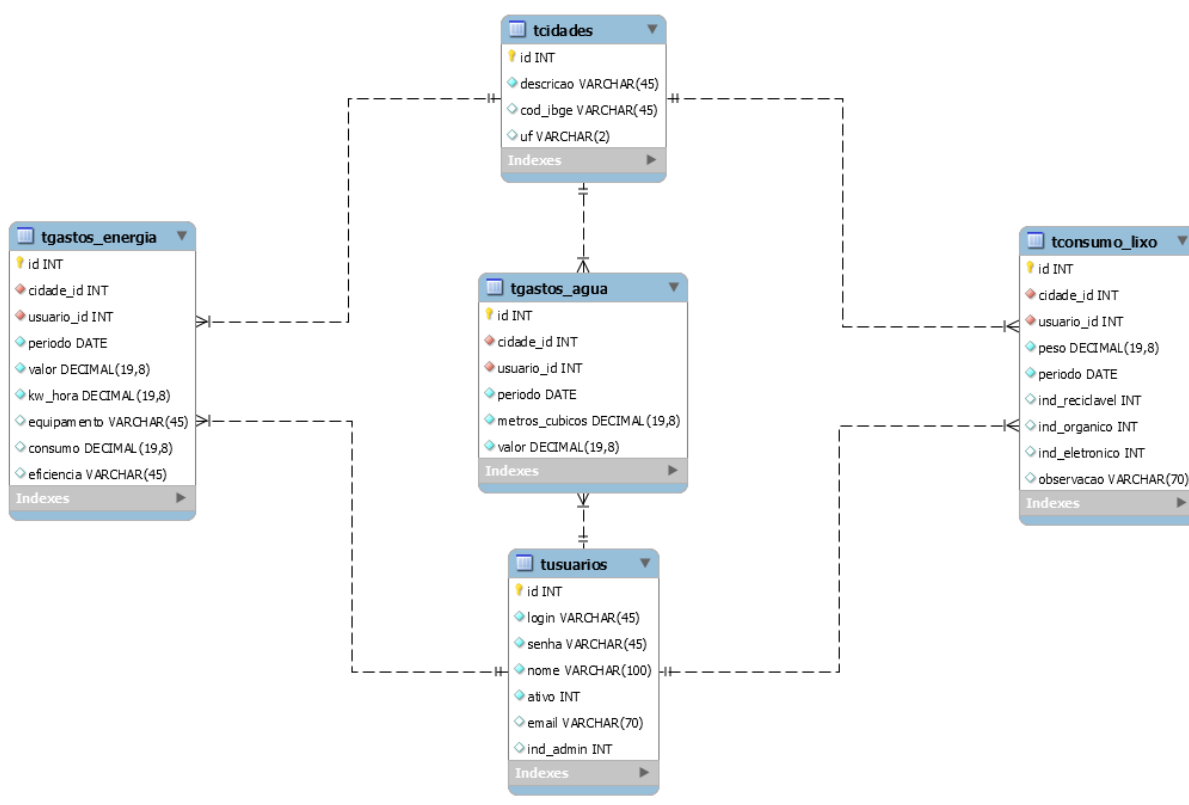 tcidades
id INT
descricao VARCHAR(45)
cod_ibge VARCHAR(45)
uf VARCHAR(2)
Indexes
tgastos_energia
id INT
cidade_id INT
usuario_id INT
periodo DATE
valor DECIMAL(19,8)
kw_hora DECIMAL(19,8)
equipamento VARCHAR(45)
consumo DECIMAL(19,8)
eficiencia VARCHAR(45)
Indexes
tgastos_agua
id INT
cidade_id INT
usuario_id INT
periodo DATE
metros_cubicos DECIMAL(19,8)
valor DECIMAL(19,8)
Indexes
tconsumo_lixo
id INT
cidade_id INT
usuario_id INT
peso DECIMAL(19,8)
periodo DATE
ind_reciclavel INT
ind_organico INT
ind_eletronico INT
observacao VARCHAR(70)
Indexes
tusuarios
id INT
login VARCHAR(45)
senha VARCHAR(45)
nome VARCHAR(100)
ativo INT
email VARCHAR(70)
ind_admin INT
Indexes